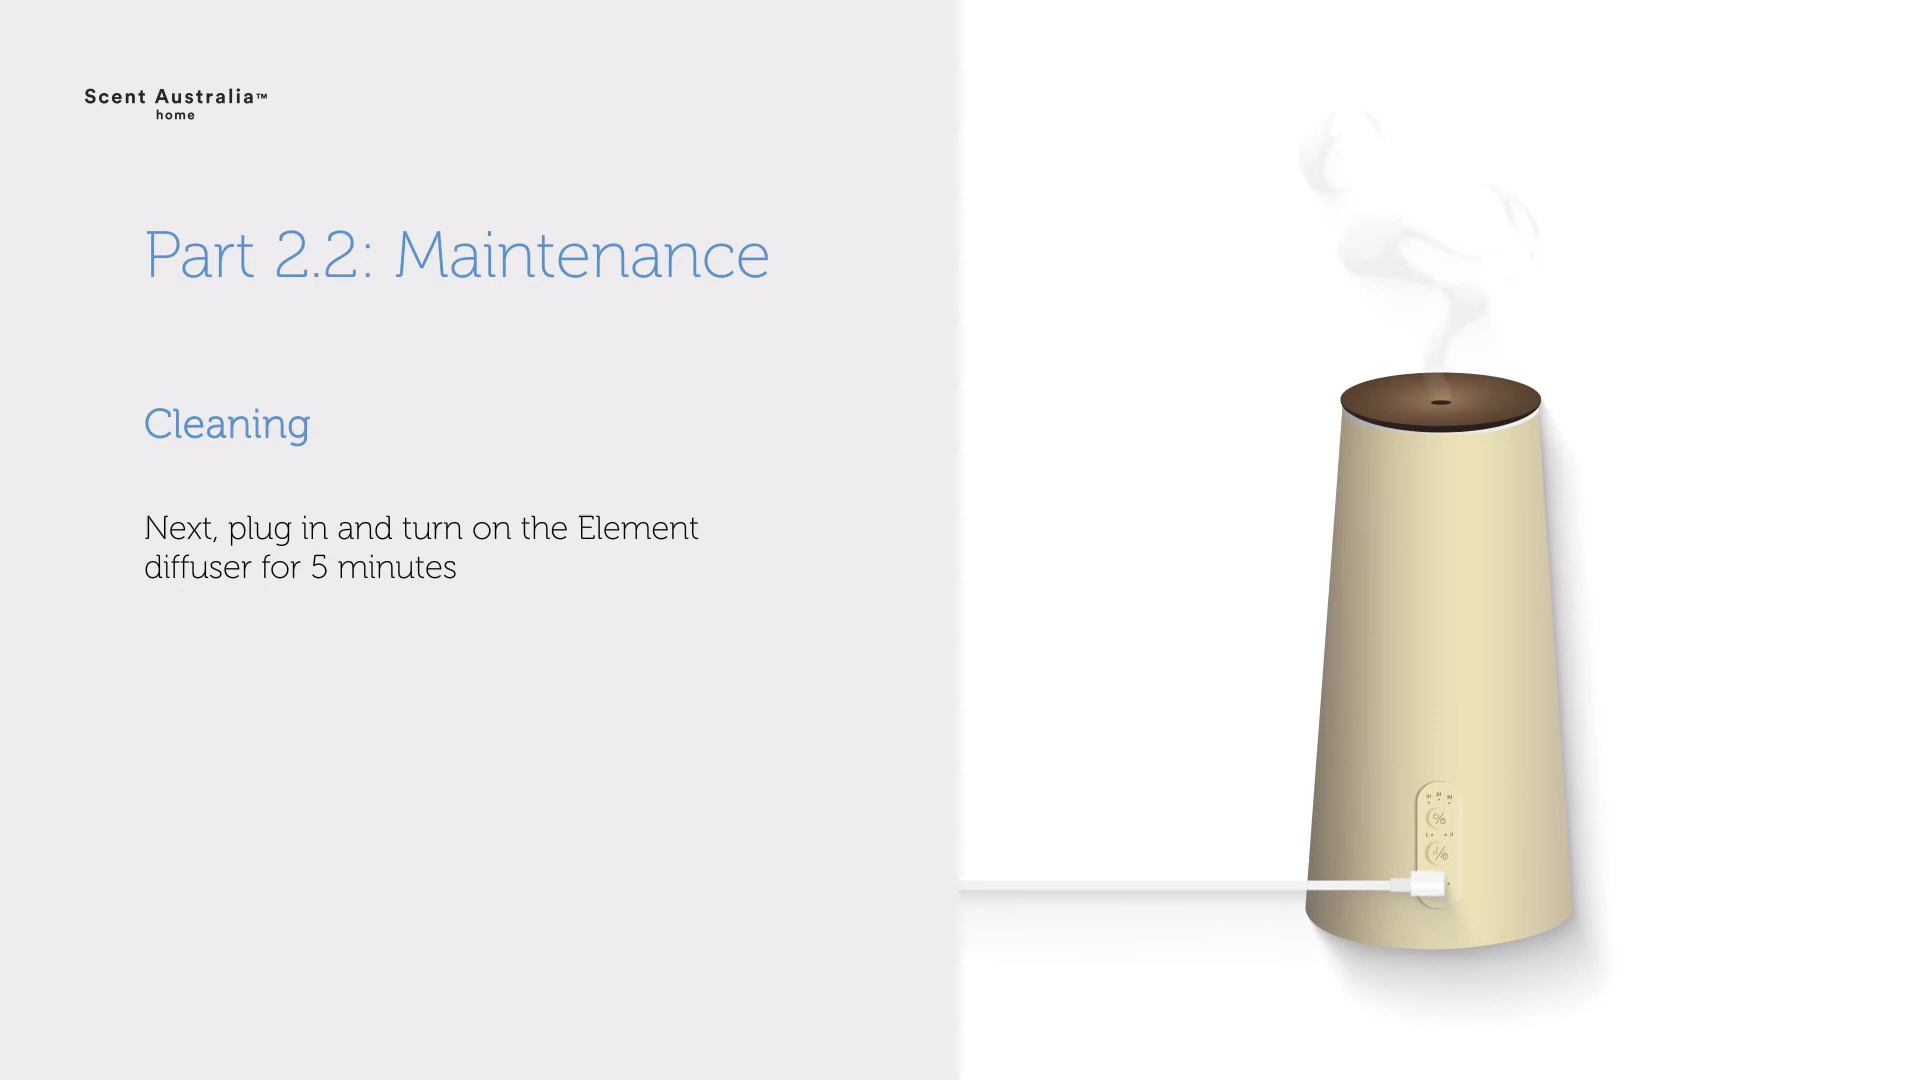 Scent Australia™
home
Part 2.2: Maintenance
Cleaning
Next, plug in and turn on the Element
diffuser for 5 minutes
L H